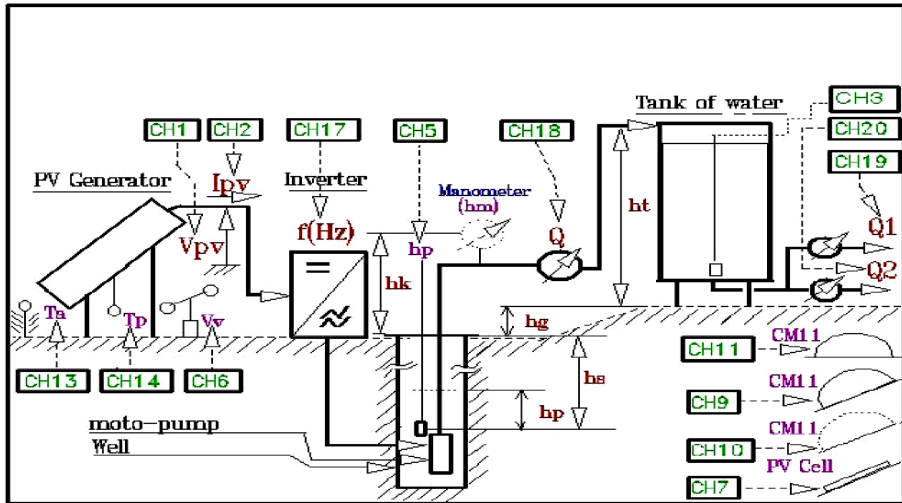 CH3
Tank of water
CH1
CH2
CH17
CH5
CH18
CH20
CH19
PV Generator
Ipv
Inverter
Manometer
(hm)
Vpv
f(Hz)
hp
Q
ht
Q1
Q2
hk
Ta
Tp
Vv
hg
CH13
CH14
CH6
hs
hp
CH11
CM11
CH9
CM11
moto-pump
Well
CH10
CM11
CH7
PV Cell